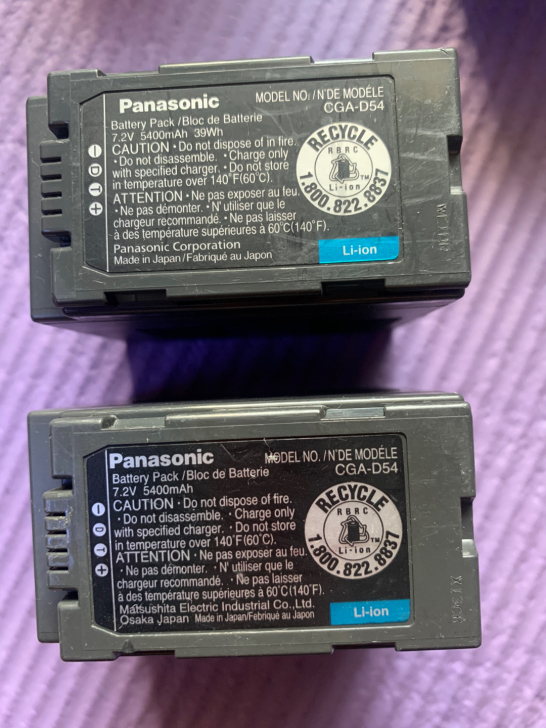 Panasonic MODEL NO./N°DE MODÈLE
CGA-D54
Battery Pack/Bloc de Batterie
7.2V 5400mAh 39Wh
CAUTION • Do not dispose of in fire.
• Do not disassemble. • Charge only
with specified charger. • Do not store
in temperature over 140°F(60°C).
ATTENTION • Ne pas exposer au feu.
• Ne pas démonter. • N' utiliser que le
chargeur recommandé. • Ne pas laisser
à des température supérieures à 60°C(140°F).
Panasonic Corporation
Made in Japan/Fabriqué au Japon
− D T +
RECYCLE
RBRC
TM
Li-ion
1.800.822.8837
Li-ion
Panasonic MODEL NO./N°DE MODÈLE
CGA-D54
Battery Pack/Bloc de Batterie
7.2V 5400mAh
CAUTION • Do not dispose of in fire.
• Do not disassemble. • Charge only
with specified charger. • Do not store
in temperature over 140°F(60°C).
ATTENTION • Ne pas exposer au feu.
• Ne pas démonter. • N' utiliser que le
chargeur recommandé. • Ne pas laisser
à des température supérieures à 60°C(140°F).
Matsushita Electric Industrial Co.,Ltd.
Osaka Japan Made in Japan/Fabriqué au Japon
− D T +
RECYCLE
RBRC
TM
Li-ion
1.800.822.8837
Li-ion